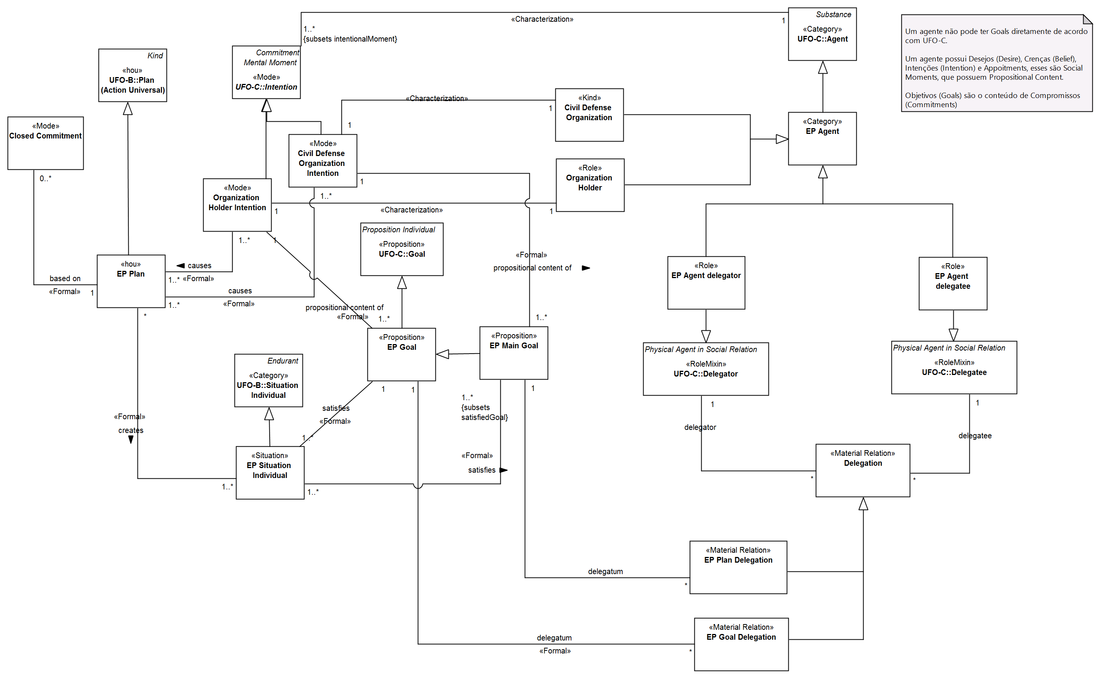 «Characterization»
1
1..*
{subsets intentionalMoment}
Substance
«Category»
UFO-C::Agent
Um agente não pode ter Goals diretamente de acordo
com UFO-C.
Um agente possui Desejos (Desire), Crenças (Belief),
Intenções (Intention) e Appoitments, esses são Social
Moments, que possuem Propositional Content.
Objetivos (Goals) são o conteúdo de Compromissos
(Commitments)
Kind
«hou»
UFO-B::Plan
(Action Universal)
Commitment
Mental Moment
«Mode»
UFO-C::Intention
«Characterization»
1
1
«Kind»
Civil Defense
Organization
«Category»
EP Agent
«Mode»
Closed Commitment
0..*
«Mode»
Civil Defense
Organization
Intention
1
1..*
«Role»
Organization
Holder
«Mode»
Organization
Holder Intention
1
1
«Characterization»
1..*
1
Proposition Individual
«Proposition»
UFO-C::Goal
«Formal»
propositional content of
«Role»
EP Agent delegator
«Role»
EP Agent
delegatee
«hou»
EP Plan
based on
«Formal»
1
causes
1..*
«Formal»
causes
1..*
«Formal»
*
propositional content of
«Formal»
1..*
1..*
«Proposition»
EP Goal
«Proposition»
EP Main Goal
Physical Agent in Social Relation
«RoleMixin»
UFO-C::Delegator
Physical Agent in Social Relation
«RoleMixin»
UFO-C::Delegatee
Endurant
«Category»
UFO-B::Situation
Individual
1
1
1
1..*
{subsets
satisfiedGoal}
satisfies
«Formal»
1..*
1
1
delegator
delegatee
«Formal»
creates
«Situation»
EP Situation
Individual
1..*
1..*
«Formal»
satisfies
«Material Relation»
Delegation
*
*
«Material Relation»
EP Plan Delegation
delegatum
*
«Material Relation»
EP Goal Delegation
delegatum
«Formal»
*